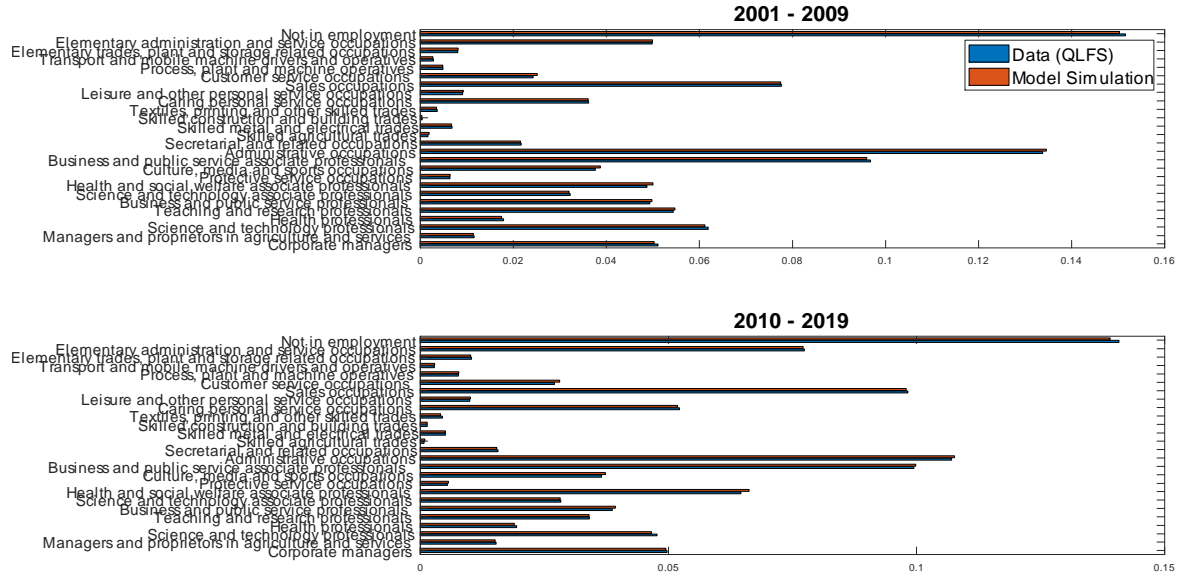 2001 - 2009
Not in employment
Elementary administration and service occupations
Elementary trades, plant and storage related occupations
Transport and mobile machine drivers and operatives
Process, plant and machine operatives
Customer service occupations
Sales occupations
Leisure and other personal service occupations
Caring personal service occupations
Textiles, printing and other skilled trades
Skilled construction and building trades
Skilled metal and electrical trades
Skilled agricultural trades
Secretarial and related occupations
Administrative occupations
Business and public service associate professionals
Culture, media and sports occupations
Protective service occupations
Health and social welfare associate professionals
Science and technology associate professionals
Business and public service professionals
Teaching and research professionals
Health professionals
Science and technology professionals
Managers and proprietors in agriculture and services
Corporate managers
Data (QLFS)
Model Simulation
0 0.02 0.04 0.06 0.08 0.1 0.12 0.14 0.16
2010 - 2019
Not in employment
Elementary administration and service occupations
Elementary trades, plant and storage related occupations
Transport and mobile machine drivers and operatives
Process, plant and machine operatives
Customer service occupations
Sales occupations
Leisure and other personal service occupations
Caring personal service occupations
Textiles, printing and other skilled trades
Skilled construction and building trades
Skilled metal and electrical trades
Skilled agricultural trades
Secretarial and related occupations
Administrative occupations
Business and public service associate professionals
Culture, media and sports occupations
Protective service occupations
Health and social welfare associate professionals
Science and technology associate professionals
Business and public service professionals
Teaching and research professionals
Health professionals
Science and technology professionals
Managers and proprietors in agriculture and services
Corporate managers
0 0.05 0.1 0.15